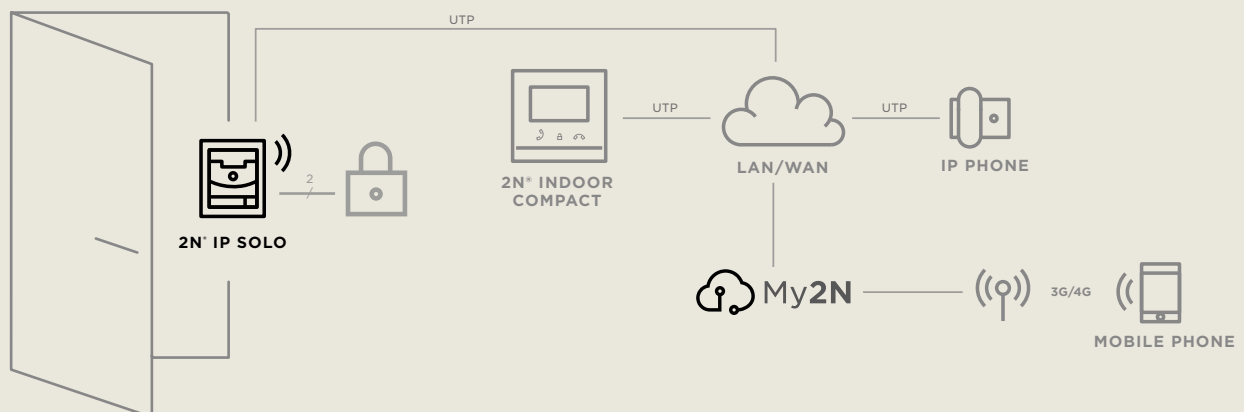 UTP
UTP
UTP
2
LAN/WAN
IP PHONE
2N® INDOOR
COMPACT
2N® IP SOLO
My2N
3G/4G
MOBILE PHONE